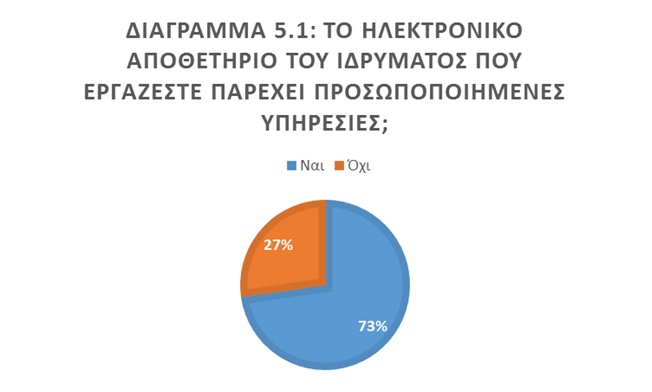 ΔΙΑΓΡΑΜΜΑ 5.1: ΤΟ ΗΛΕΚΤΡΟΝΙΚΟ
ΑΠΟΘΕΤΗΡΙΟ ΤΟΥ ΙΔΡΥΜΑΤΟΣ ΠΟΥ
ΕΡΓΑΖΕΣΤΕ ΠΑΡΕΧΕΙ ΠΡΟΣΩΠΟΠΟΙΗΜΕΝΕΣ
ΥΠΗΡΕΣΙΕΣ;
Ναι Όχι
27%
73%